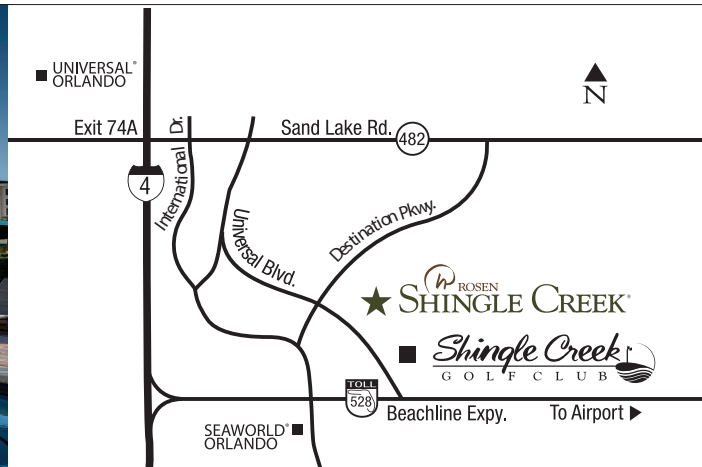 UNIVERSAL®
ORLANDO
N
Exit 74A
International Dr.
Sand Lake Rd.
482
4
Universal Blvd.
Destination Pkwy.
ROSEN
SHINGLE CREEK®
Shingle Creek
GOLF CLUB
TOLL
528
Beachline Expy.
To Airport
SEAWORLD®
ORLANDO